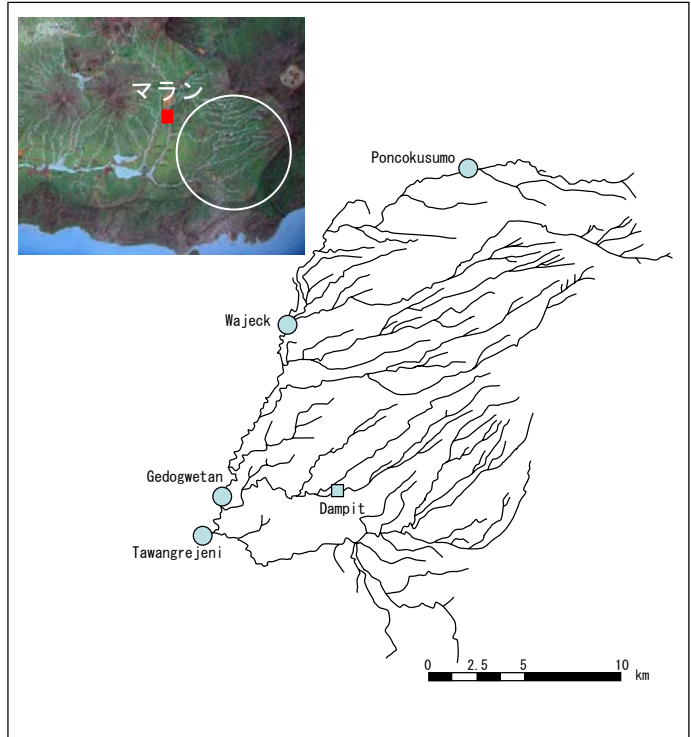 マラン
Poncokusumo
Wajeck
Gedogwetan
Dampit
Tawangrejeni
0 2.5 5 10
km